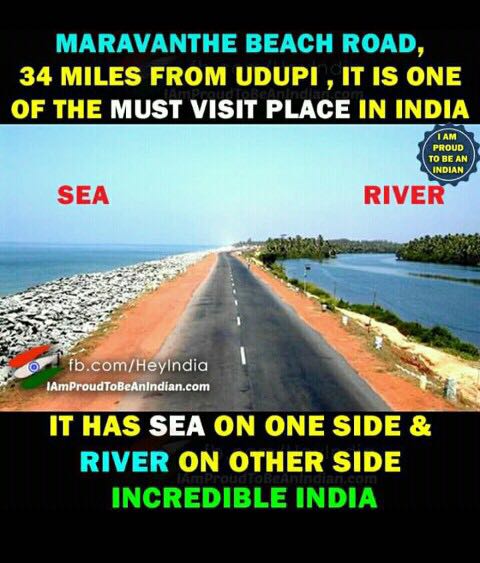 MARAVANTHE BEACH ROAD,
34 MILES FROM UDUPI , IT IS ONE
OF THE MUST VISIT PLACE IN INDIA
I AM
PROUD
TO BE AN
INDIAN
SEA
RIVER
fb.com/HeyIndia
IAmProudToBeAnIndian.com
IT HAS SEA ON ONE SIDE &
RIVER ON OTHER SIDE
INCREDIBLE INDIA